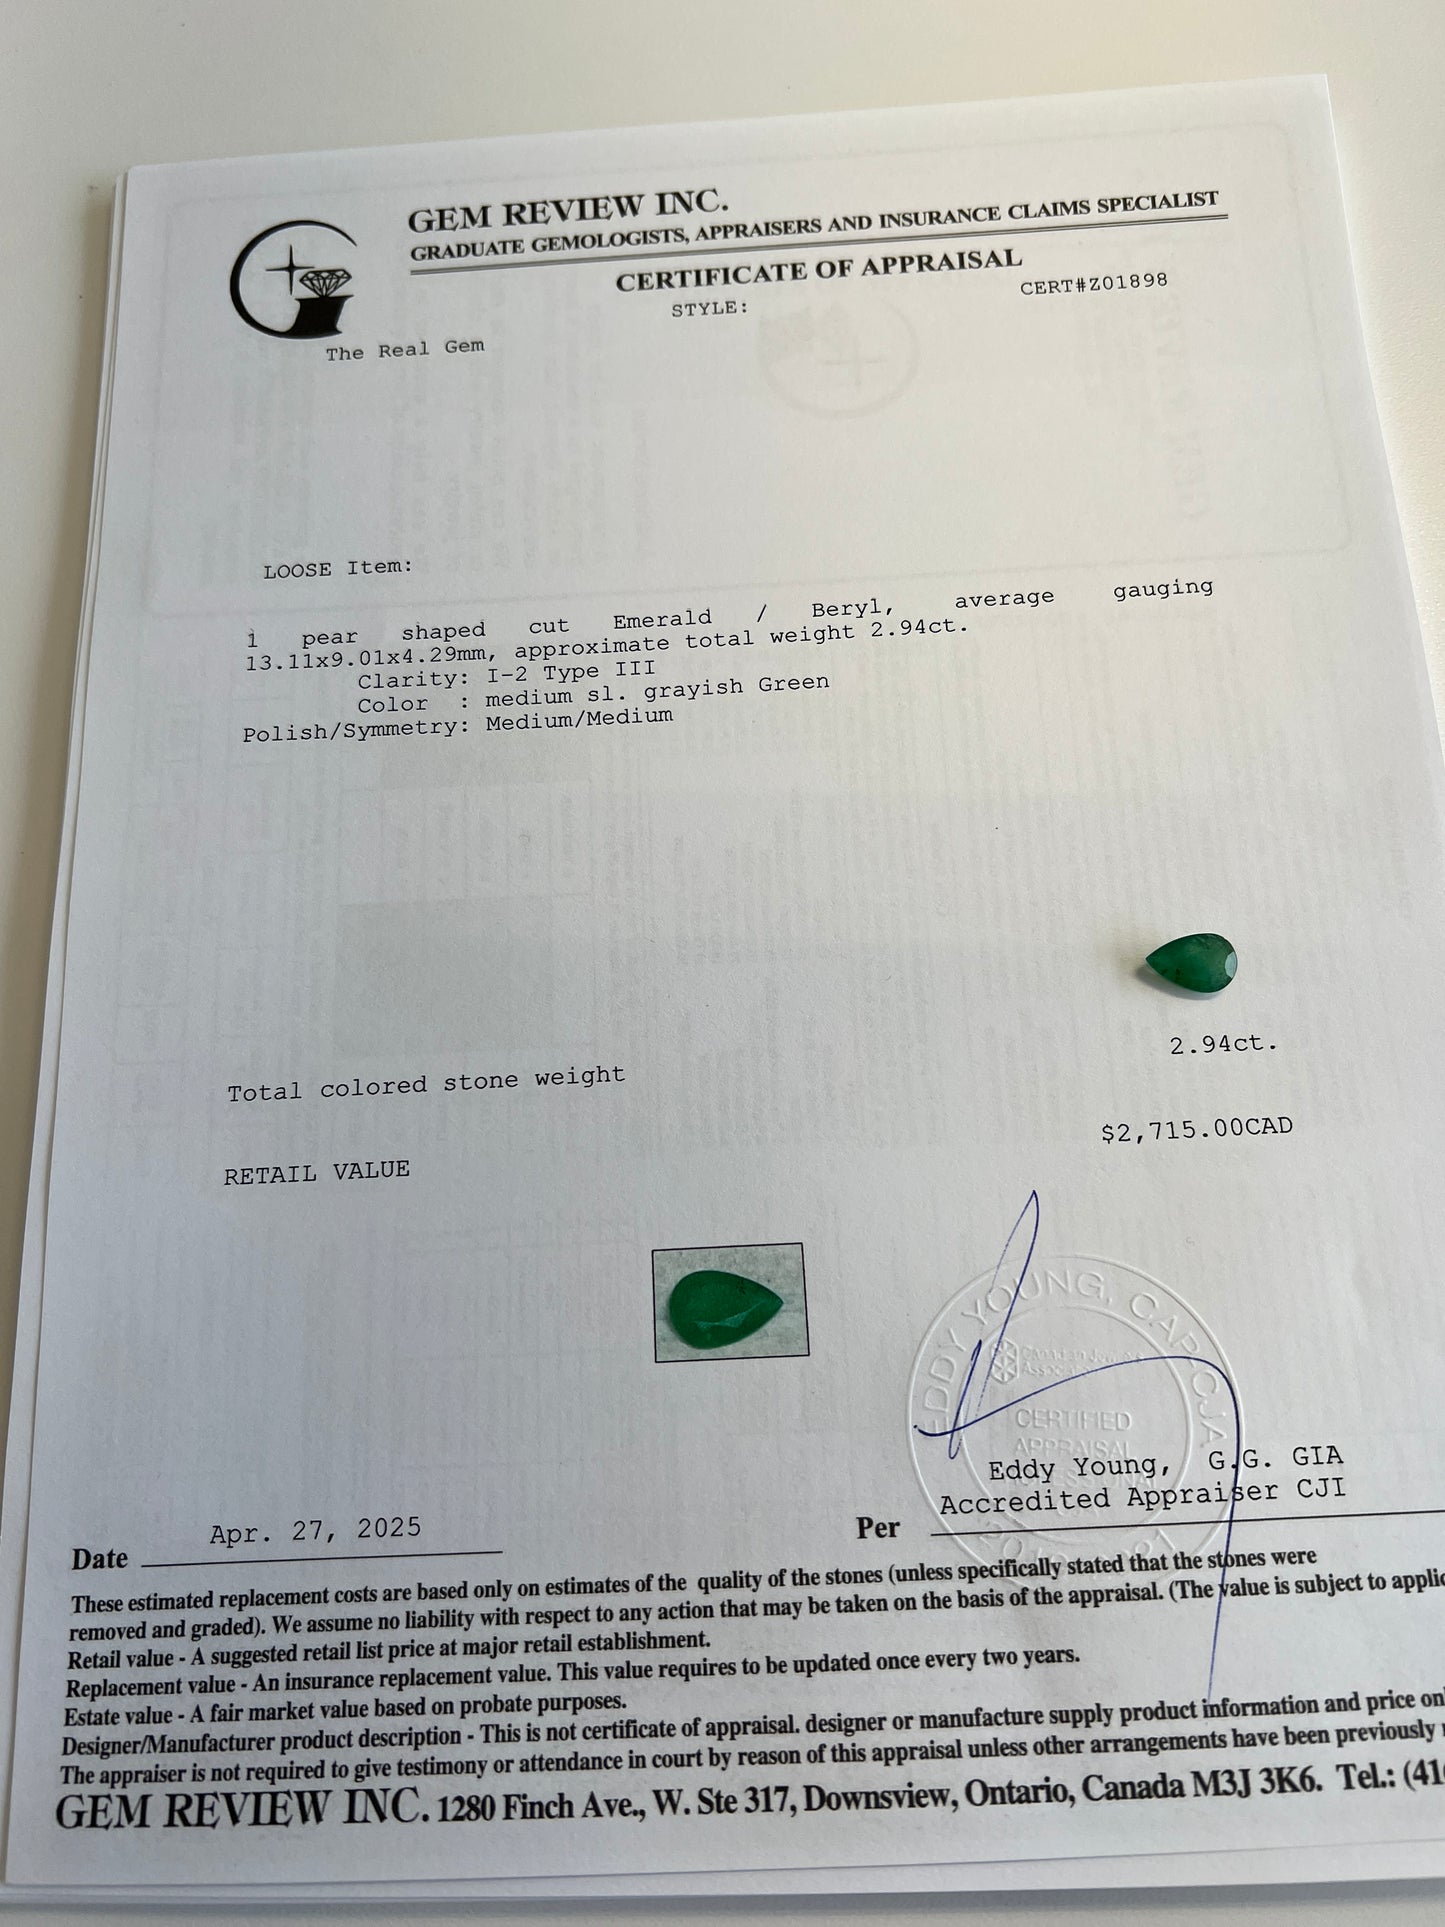 GEM REVIEW INC.
GRADUATE GEMOLOGISTS, APPRAISERS AND INSURANCE CLAIMS SPECIALIST
CERTIFICATE OF APPRAISAL
STYLE:
CERT#Z01898
The Real Gem
LOOSE Item:
1 pear shaped cut Emerald / Beryl, average gauging
13.11x9.01x4.29mm, approximate total weight 2.94ct.
Clarity: I-2 Type III
Color : medium sl. grayish Green
Polish/Symmetry: Medium/Medium
Total colored stone weight 2.94ct.
RETAIL VALUE $2,715.00CAD
EDDY YOUNG, CAP-CJA
CERTIFIED
APPRAISAL
Eddy Young, G.G. GIA
Accredited Appraiser CJI
Date Apr. 27, 2025
Per
These estimated replacement costs are based only on estimates of the quality of the stones (unless specifically stated that the stones were
removed and graded). We assume no liability with respect to any action that may be taken on the basis of the appraisal. (The value is subject to applic
Retail value - A suggested retail list price at major retail establishment.
Replacement value - An insurance replacement value. This value requires to be updated once every two years.
Estate value - A fair market value based on probate purposes.
Designer/Manufacturer product description - This is not certificate of appraisal. designer or manufacture supply product information and price on
The appraiser is not required to give testimony or attendance in court by reason of this appraisal unless other arrangements have been previously
GEM REVIEW INC. 1280 Finch Ave., W. Ste 317, Downsview, Ontario, Canada M3J 3K6. Tel.: (41